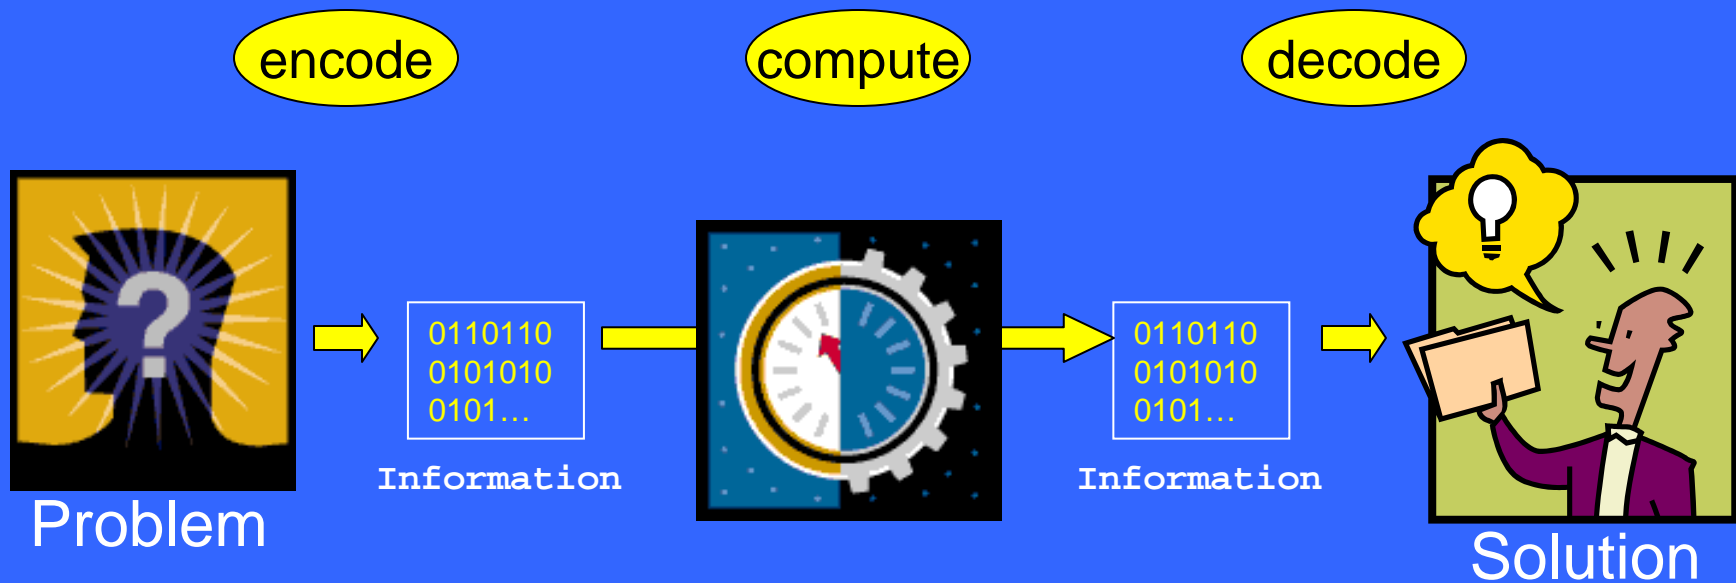 encode
compute
decode
?
0110110
0101010
0101...
Information
0110110
0101010
0101...
Information
Problem
Solution